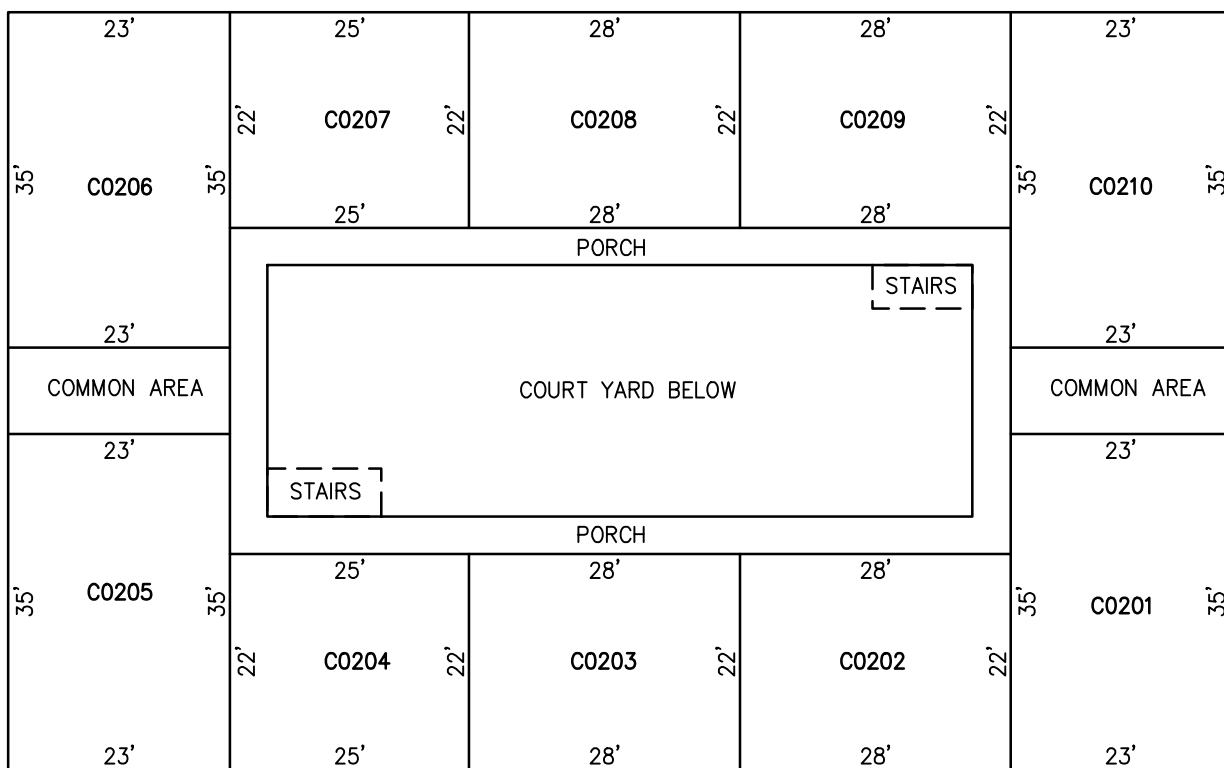 23' 25' 28' 28' 23'
22' C0207 22' C0208 22' C0209 22'
35' C0206 35' 35' C0210 35'
25' 28' 28'
PORCH
STAIRS
23' 23'
COMMON AREA COURT YARD BELOW COMMON AREA
23' 23'
STAIRS
PORCH
25' 28' 28'
35' C0205 35' 35' C0201 35'
22' C0204 22' C0203 22' C0202 22'
23' 25' 28' 28' 23'